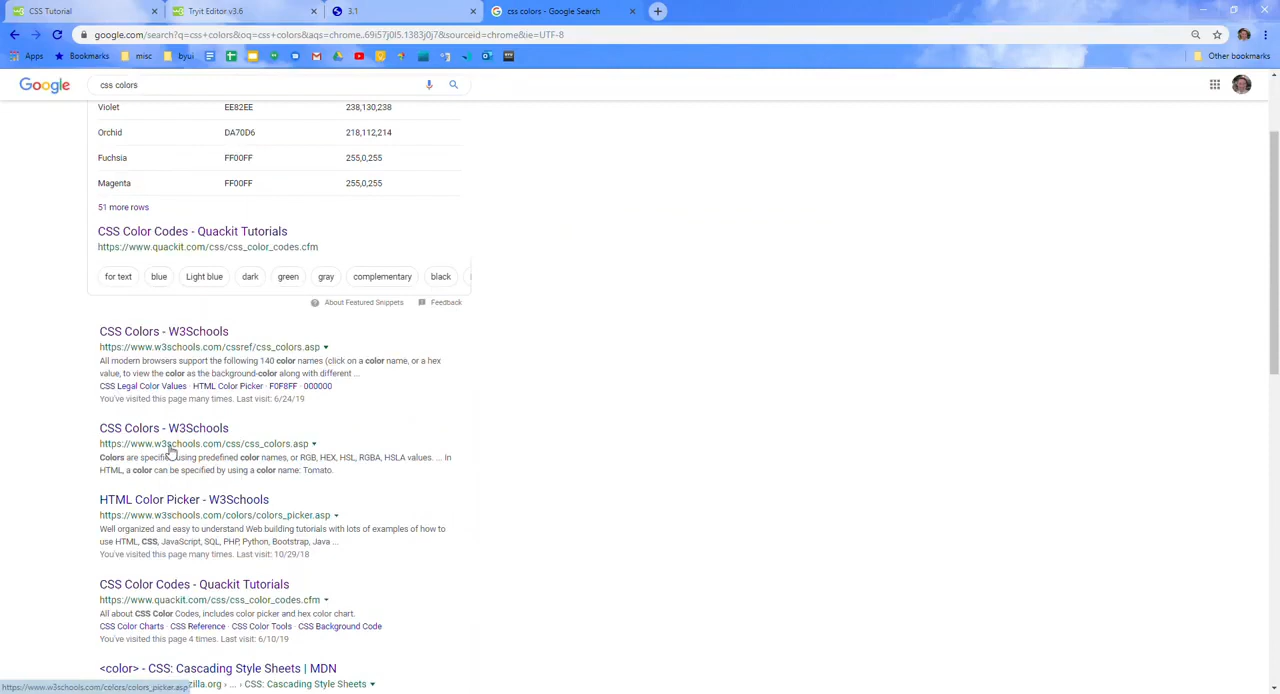 CSS Tutorial
Tryit Editor v3.6
3.1
css colors - Google Search
google.com/search?q=css+colors&oq=css+colors&aqs=chrome..69i57j0l5.1383j0j7&sourceid=chrome&ie=UTF-8
Apps
Bookmarks
misc
byui
Other bookmarks
Google
css colors
Violet EE82EE 238,130,238
Orchid DA70D6 218,112,214
Fuchsia FF00FF 255,0,255
Magenta FF00FF 255,0,255
51 more rows
CSS Color Codes - Quackit Tutorials
https://www.quackit.com/css/css_color_codes.cfm
for text blue Light blue dark green gray complementary black
About Featured Snippets Feedback
CSS Colors - W3Schools
https://www.w3schools.com/cssref/css_colors.asp
All modern browsers support the following 140 color names (click on a color name, or a hex
value, to view the color as the background-color along with different ...
CSS Legal Color Values · HTML Color Picker · F0F8FF · 000000
You've visited this page many times. Last visit: 6/24/19
CSS Colors - W3Schools
https://www.w3schools.com/css/css_colors.asp
Colors are specified using predefined color names, or RGB, HEX, HSL, RGBA, HSLA values. ... In
HTML, a color can be specified by using a color name: Tomato.
HTML Color Picker - W3Schools
https://www.w3schools.com/colors/colors_picker.asp
Well organized and easy to understand Web building tutorials with lots of examples of how to
use HTML, CSS, JavaScript, SQL, PHP, Python, Bootstrap, Java ...
You've visited this page many times. Last visit: 10/29/18
CSS Color Codes - Quackit Tutorials
https://www.quackit.com/css/css_color_codes.cfm
All about CSS Color Codes, includes color picker and hex color chart.
CSS Color Charts · CSS Reference · CSS Color Tools · CSS Background Code
You've visited this page 4 times. Last visit: 6/10/19
<color> - CSS: Cascading Style Sheets | MDN
zilla.org › ... › CSS: Cascading Style Sheets
https://www.w3schools.com/colors/colors_picker.asp